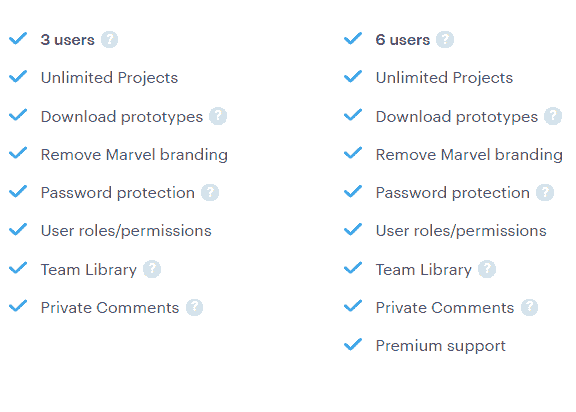 3 users ?
Unlimited Projects
Download prototypes ?
Remove Marvel branding
Password protection ?
User roles/permissions
Team Library ?
Private Comments ?
6 users ?
Unlimited Projects
Download prototypes ?
Remove Marvel branding
Password protection ?
User roles/permissions
Team Library ?
Private Comments ?
Premium support